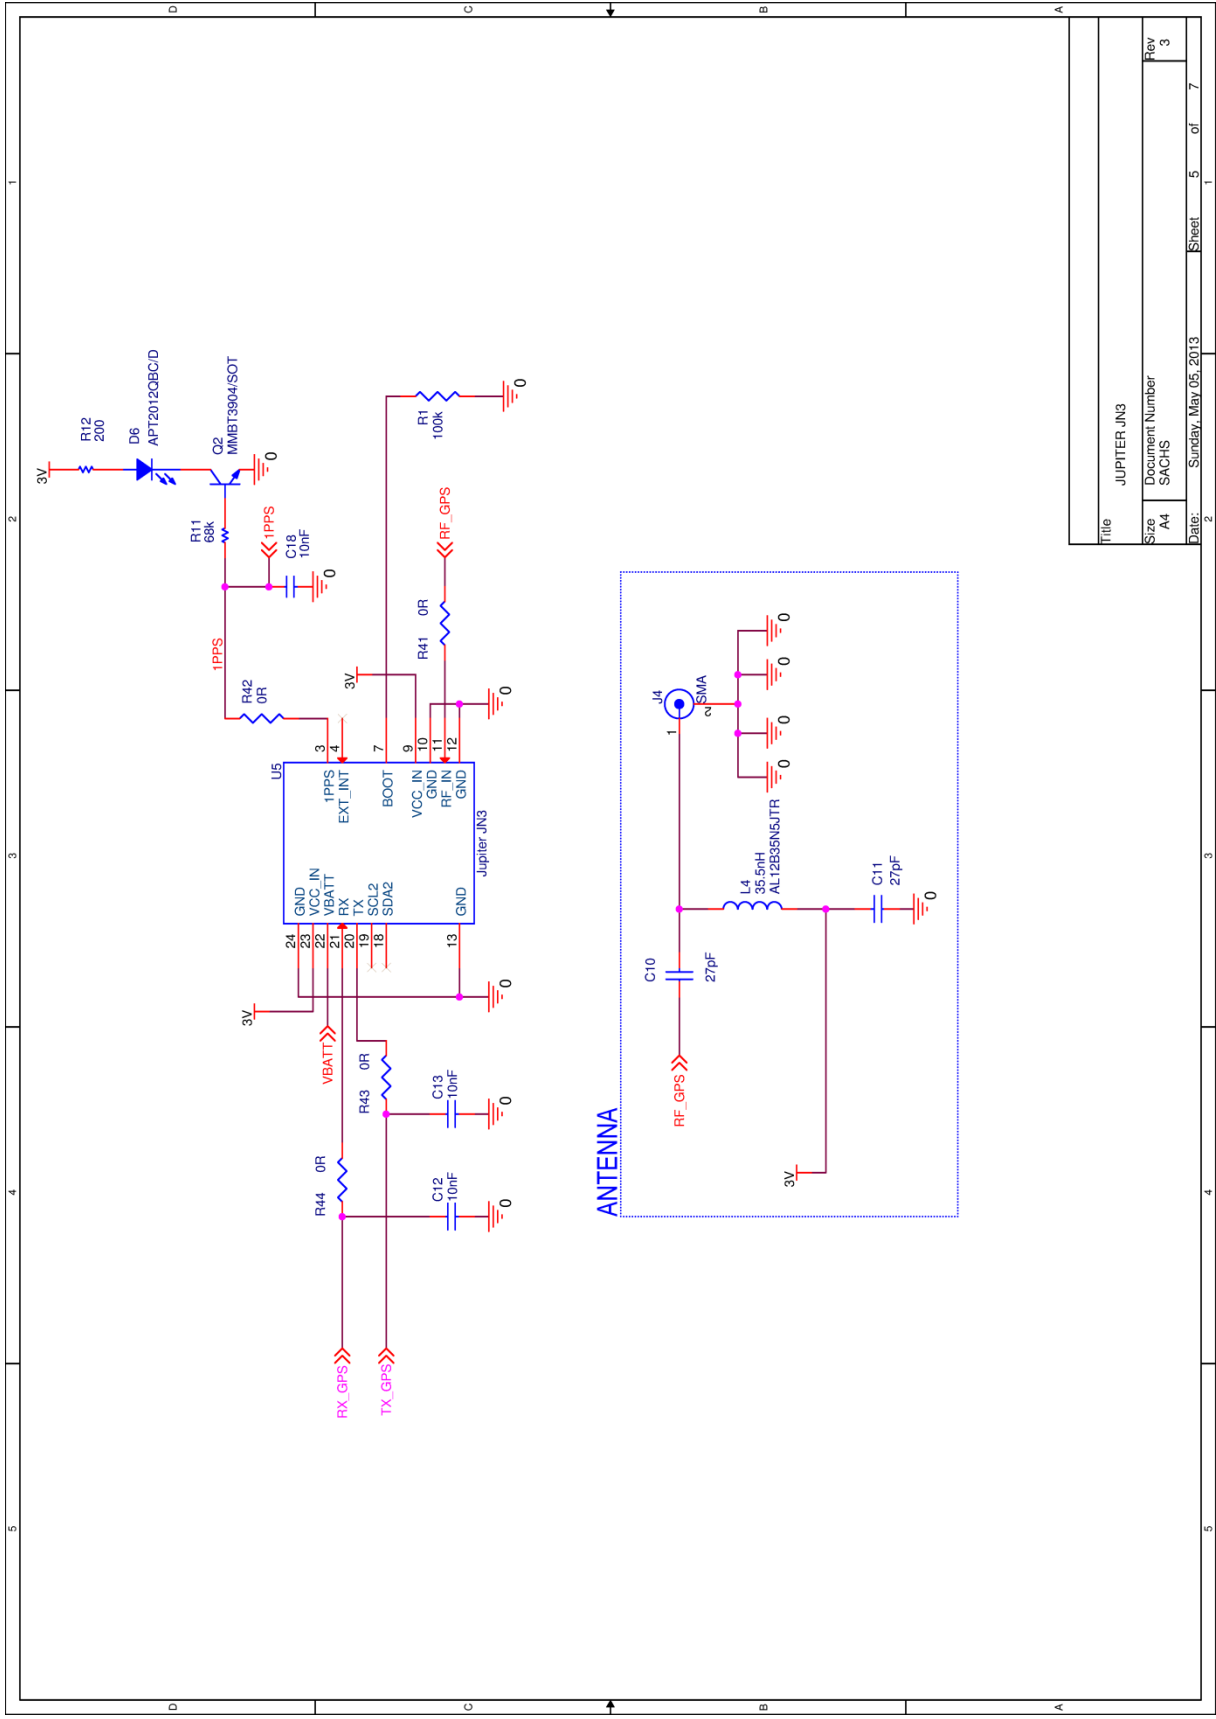 5
4
3
2
1
D
D
C
C
B
B
A
A
3V
R12
200
D6
APT2012QBC/D
Q2
MMBT3904/SOT
0
R11
68k
1PPS
1PPS
C18
10nF
0
R42
0R
U5
24
GND
23
VCC_IN
22
VBATT
21
RX
20
TX
19
SCL2
18
SDA2
13
GND
1PPS
3
EXT_INT
4
BOOT
7
VCC_IN
9
GND
10
RF_IN
11
GND
12
Jupiter JN3
3V
3V
VBATT
R44
0R
R43
0R
RX_GPS
TX_GPS
C12
10nF
C13
10nF
0
0
0
0
R41
0R
RF_GPS
R1
100k
0
ANTENNA
RF_GPS
C10
27pF
1
J4
SMA
2
0
0
0
0
L4
35.5nH
AL12B35N5JTR
C11
27pF
0
3V
Title
JUPITER JN3
Size
A4
Document Number
SACHS
Rev
3
Date:
Sunday, May 05, 2013
Sheet
5
of
7
5
4
3
2
1